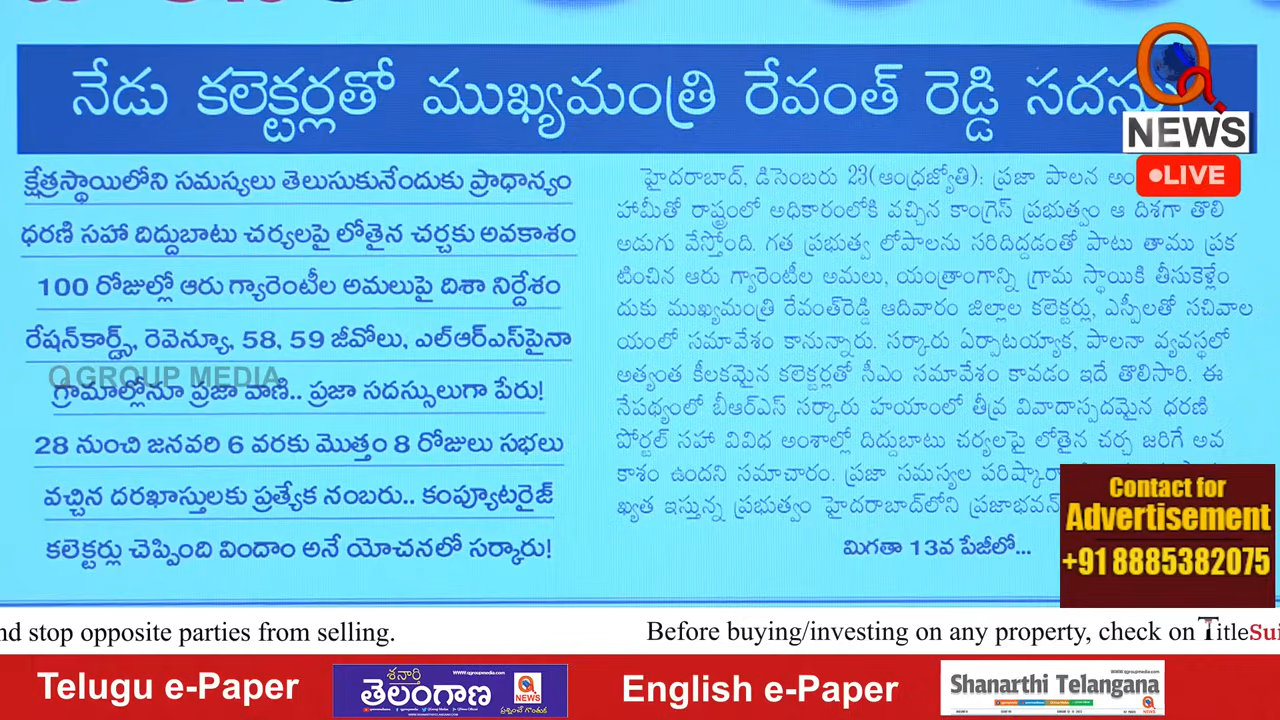 నేడు కలెక్టర్లతో ముఖ్యమంత్రి రేవంత్ రెడ్డి సదస్సు
Q
NEWS
LIVE
క్షేత్రస్థాయిలోని సమస్యలు తెలుసుకునేందుకు ప్రాధాన్యం
ధరణి సహా దిద్దుబాటు చర్యలపై లోతైన చర్చకు అవకాశం
100 రోజుల్లో ఆరు గ్యారెంటీల అమలుపై దిశా నిర్దేశం
రేషన్‌కార్డ్స్, రెవెన్యూ, 58, 59 జీవోలు, ఎల్ఆర్ఎస్‌పైనా
Q GROUP MEDIA
గ్రామాల్లోనూ ప్రజా వాణి.. ప్రజా సదస్సులుగా పేరు!
28 నుంచి జనవరి 6 వరకు మొత్తం 8 రోజులు సభలు
వచ్చిన దరఖాస్తులకు ప్రత్యేక నంబరు.. కంప్యూటరైజ్
కలెక్టర్లు చెప్పింది విందాం అనే యోచనలో సర్కారు!
హైదరాబాద్, డిసెంబరు 23(ఆంధ్రజ్యోతి): ప్రజా పాలన
హామీతో రాష్ట్రంలో అధికారంలోకి వచ్చిన కాంగ్రెస్ ప్రభుత్వం ఆ దిశగా తొలి
అడుగు వేస్తోంది. గత ప్రభుత్వ లోపాలను సరిదిద్దడంతో పాటు తాము ప్రక
టించిన ఆరు గ్యారెంటీల అమలు, యంత్రాంగాన్ని గ్రామ స్థాయికి తీసుకెళ్లేం
దుకు ముఖ్యమంత్రి రేవంత్‌రెడ్డి ఆదివారం జిల్లాల కలెక్టర్లు, ఎస్పీలతో సచివాల
యంలో సమావేశం కానున్నారు. సర్కారు ఏర్పాటయ్యాక, పాలనా వ్యవస్థలో
అత్యంత కీలకమైన కలెక్టర్లతో సీఎం సమావేశం కావడం ఇదే తొలిసారి. ఈ
నేపథ్యంలో బీఆర్ఎస్ సర్కారు హయాంలో తీవ్ర వివాదాస్పదమైన ధరణి
పోర్టల్ సహా వివిధ అంశాల్లో దిద్దుబాటు చర్యలపై లోతైన చర్చ జరిగే అవ
కాశం ఉందని సమాచారం. ప్రజా సమస్యల
ఖ్యత ఇస్తున్న ప్రభుత్వం హైదరాబాద్‌లోని ప్రజాభవన్
మిగతా 13వ పేజీలో...
Contact for
Advertisement
+91 8885382075
stop opposite parties from selling.
Before buying/investing on any property, check on TitleSui
Telugu e-Paper
శనార్తి
తెలంగాణ
Q
NEWS
English e-Paper
Shanarthi Telangana